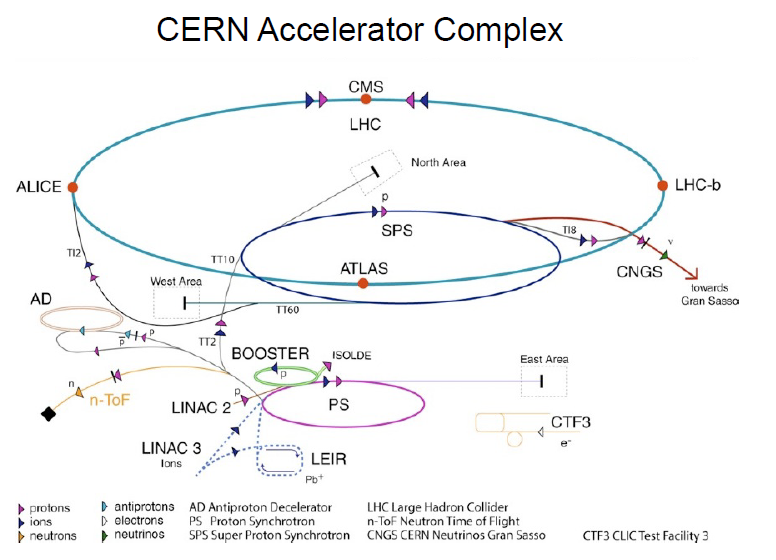 CERN Accelerator Complex
CMS
LHC
North Area
ALICE
LHC-b
p
SPS
TI8
TI2
TT10
ATLAS
v
CNGS
West Area
towards
Gran Sasso
AD
TT60
p
p
TT2
BOOSTER
ISOLDE
East Area
p
n
n-ToF
p
LINAC 2
PS
CTF3
e-
LINAC 3
Ions
LEIR
Pb+
protons
ions
neutrons
antiprotons
electrons
neutrinos
AD Antiproton Decelerator
PS Proton Synchrotron
SPS Super Proton Synchrotron
LHC Large Hadron Collider
n-ToF Neutron Time of Flight
CNGS CERN Neutrinos Gran Sasso
CTF3 CLIC Test Facility 3